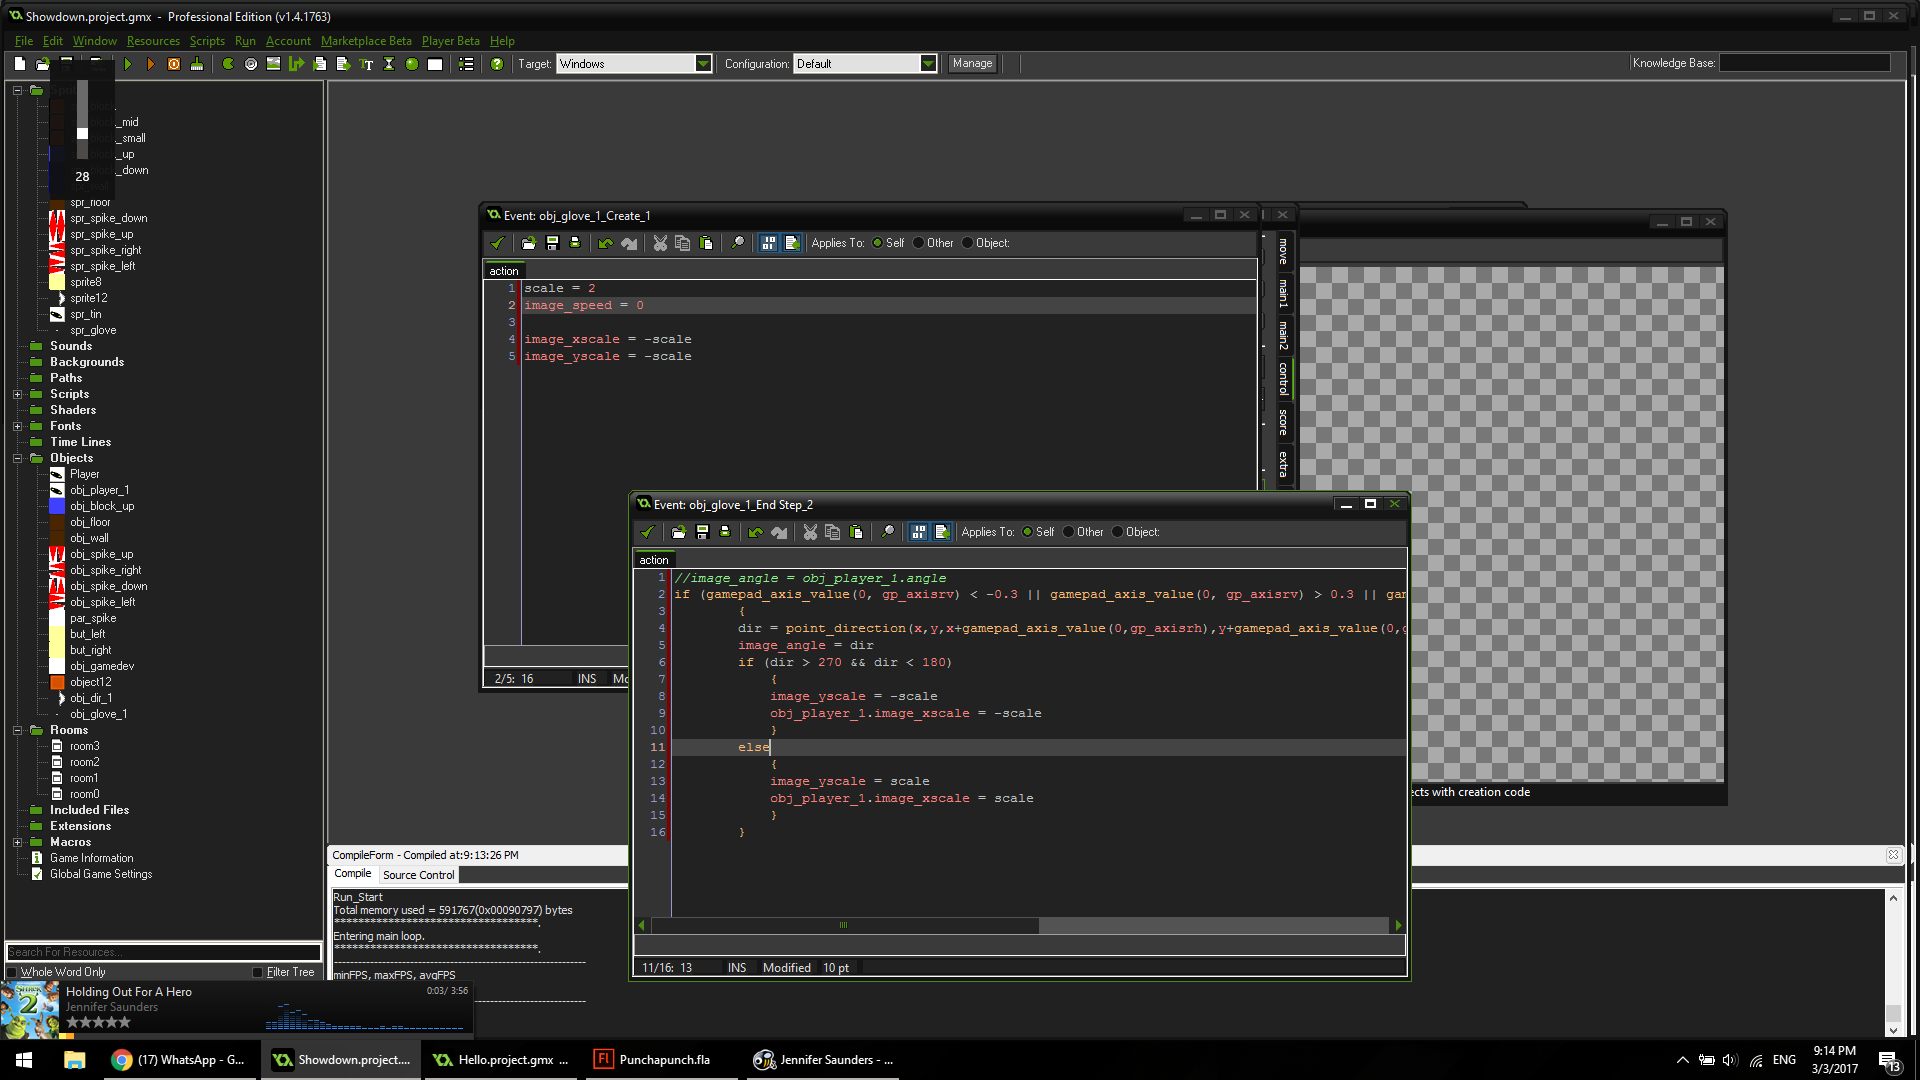 Showdown.project.gmx - Professional Edition (v1.4.1763)
File Edit Window Resources Scripts Run Account Marketplace Beta Player Beta Help
Target: Windows Configuration: Default Manage Knowledge Base:
_mid
_small
_up
_down
28
spr_floor
spr_spike_down
spr_spike_up
spr_spike_right
spr_spike_left
sprite8
sprite12
spr_tin
spr_glove
Sounds
Backgrounds
Paths
Scripts
Shaders
Fonts
Time Lines
Objects
Player
obj_player_1
obj_block_up
obj_floor
obj_wall
obj_spike_up
obj_spike_right
obj_spike_down
obj_spike_left
par_spike
but_left
but_right
obj_gamedev
object12
obj_dir_1
obj_glove_1
Rooms
room3
room2
room1
room0
Included Files
Extensions
Macros
Game Information
Global Game Settings
Search For Resources...
Whole Word Only Filter Tree
Event: obj_glove_1_Create_1
Applies To: Self Other Object:
action
1 scale = 2
2 image_speed = 0
3
4 image_xscale = -scale
5 image_yscale = -scale
2/5: 16 INS Mo
move
main1
main2
control
score
extra
ects with creation code
Event: obj_glove_1_End Step_2
Applies To: Self Other Object:
action
1 //image_angle = obj_player_1.angle
2 if (gamepad_axis_value(0, gp_axisrv) < -0.3 || gamepad_axis_value(0, gp_axisrv) > 0.3 || gam
3 {
4 dir = point_direction(x,y,x+gamepad_axis_value(0,gp_axisrh),y+gamepad_axis_value(0,g
5 image_angle = dir
6 if (dir > 270 && dir < 180)
7 {
8 image_yscale = -scale
9 obj_player_1.image_xscale = -scale
10 }
11 else
12 {
13 image_yscale = scale
14 obj_player_1.image_xscale = scale
15 }
16 }
11/16: 13 INS Modified 10 pt
CompileForm - Compiled at:9:13:26 PM
Compile Source Control
Run_Start
Total memory used = 591767(0x00090797) bytes
Entering main loop.
minFPS, maxFPS, avgFPS
SHREK 2
Holding Out For A Hero 0:03/ 3:56
Jennifer Saunders
(17) WhatsApp - G...
Showdown.project....
Hello.project.gmx ...
Fl Punchapunch.fla
Jennifer Saunders - ...
ENG
9:14 PM
3/3/2017
13